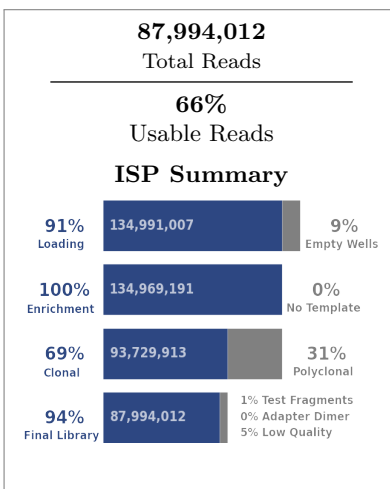 87,994,012
Total Reads
66%
Usable Reads
ISP Summary
91%
Loading
134,991,007
9%
Empty Wells
100%
Enrichment
134,969,191
0%
No Template
69%
Clonal
93,729,913
31%
Polyclonal
94%
Final Library
87,994,012
1% Test Fragments
0% Adapter Dimer
5% Low Quality